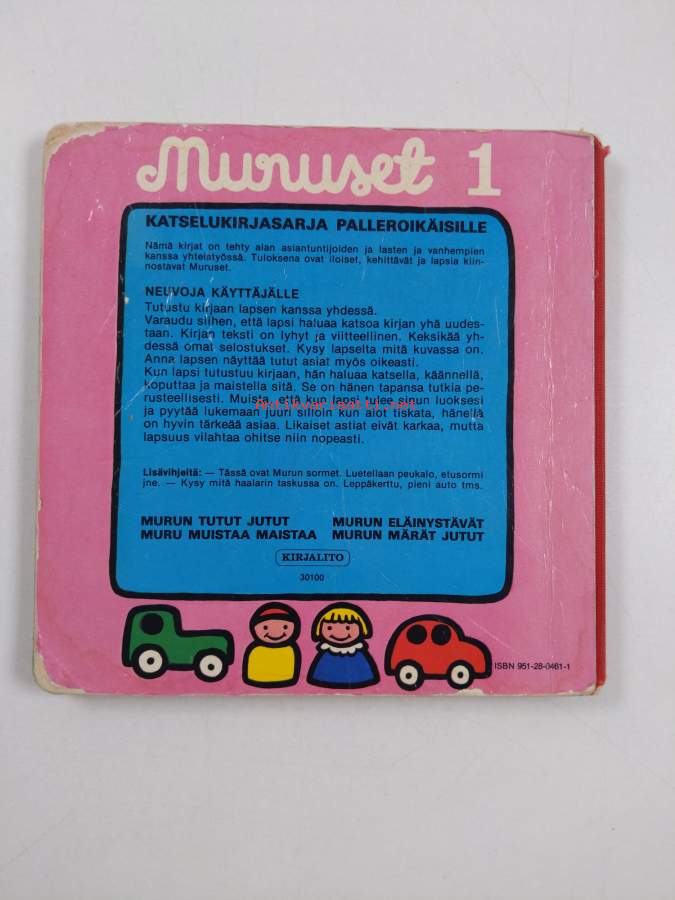 Muruset 1
KATSELUKIRJASARJA PALLEROIKÄISILLE
Nämä kirjat on tehty alan asiantuntijoiden ja lasten ja vanhempien
kanssa yhteistyössä. Tuloksena ovat iloiset, kehittävät ja lapsia kiin-
nostavat Muruset.
NEUVOJA KÄYTTÄJÄLLE
Tutustu kirjaan lapsen kanssa yhdessä.
Varaudu siihen, että lapsi haluaa katsoa kirjan yhä uudes-
taan. Kirjan teksti on lyhyt ja viitteellinen. Keksikää yh-
dessä omat selostukset. Kysy lapselta mitä kuvassa on.
Anna lapsen näyttää tutut asiat myös oikeasti.
Kun lapsi tutustuu kirjaan, hän haluaa katsella, käännellä,
koputtaa ja maistella sitä. Se on hänen tapansa tutkia pe-
rusteellisesti. Muista, että kun lapsi tulee sinun luoksesi
Antikvariaatti.net
ja pyytää lukemaan juuri silloin kun aiot tiskata, hänellä
on hyvin tärkeää asiaa. Likaiset astiat eivät karkaa, mutta
lapsuus vilahtaa ohitse niin nopeasti.
Lisävihjeitä: — Tässä ovat Murun sormet. Luetellaan peukalo, etusormi
jne. — Kysy mitä haalarin taskussa on. Leppäkerttu, pieni auto tms.
MURUN TUTUT JUTUT MURUN ELÄINYSTÄVÄT
MURU MUISTAA MAISTAA MURUN MÄRÄT JUTUT
KIRJALITO
30100
ISBN 951-28-0461-1